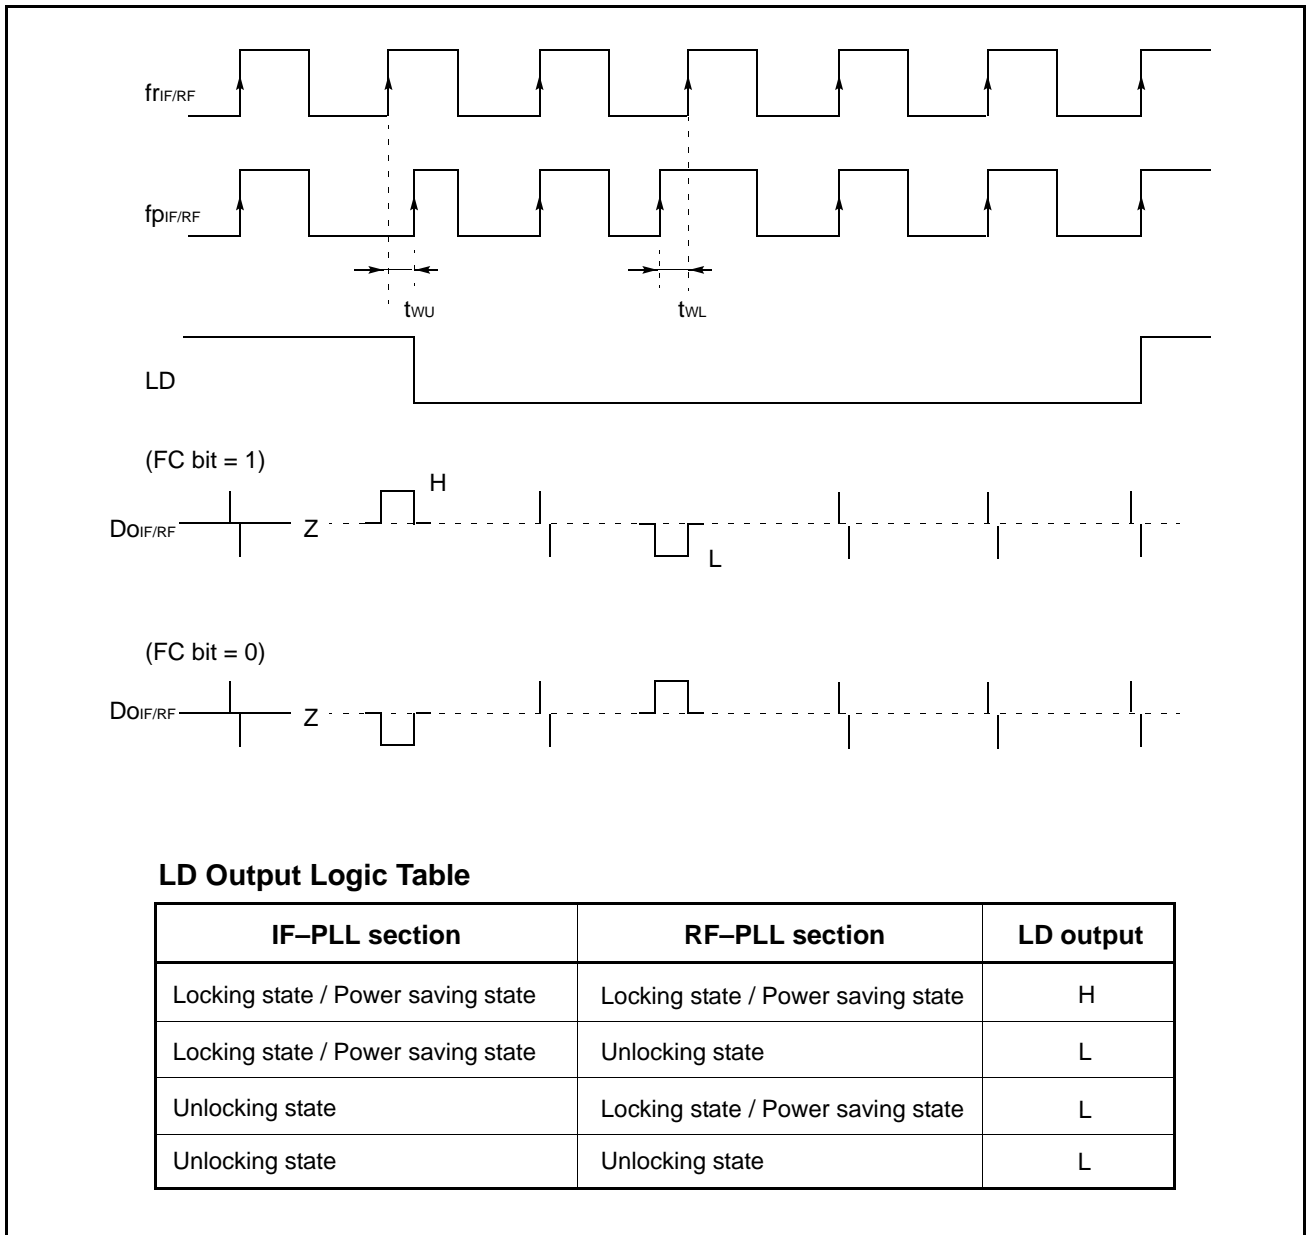 frIF/RF
fpIF/RF
tWU
tWL
LD
(FC bit = 1)
H
DoIF/RF
Z
L
(FC bit = 0)
DoIF/RF
Z
LD Output Logic Table
IF–PLL section RF–PLL section LD output
Locking state / Power saving state Locking state / Power saving state H
Locking state / Power saving state Unlocking state L
Unlocking state Locking state / Power saving state L
Unlocking state Unlocking state L